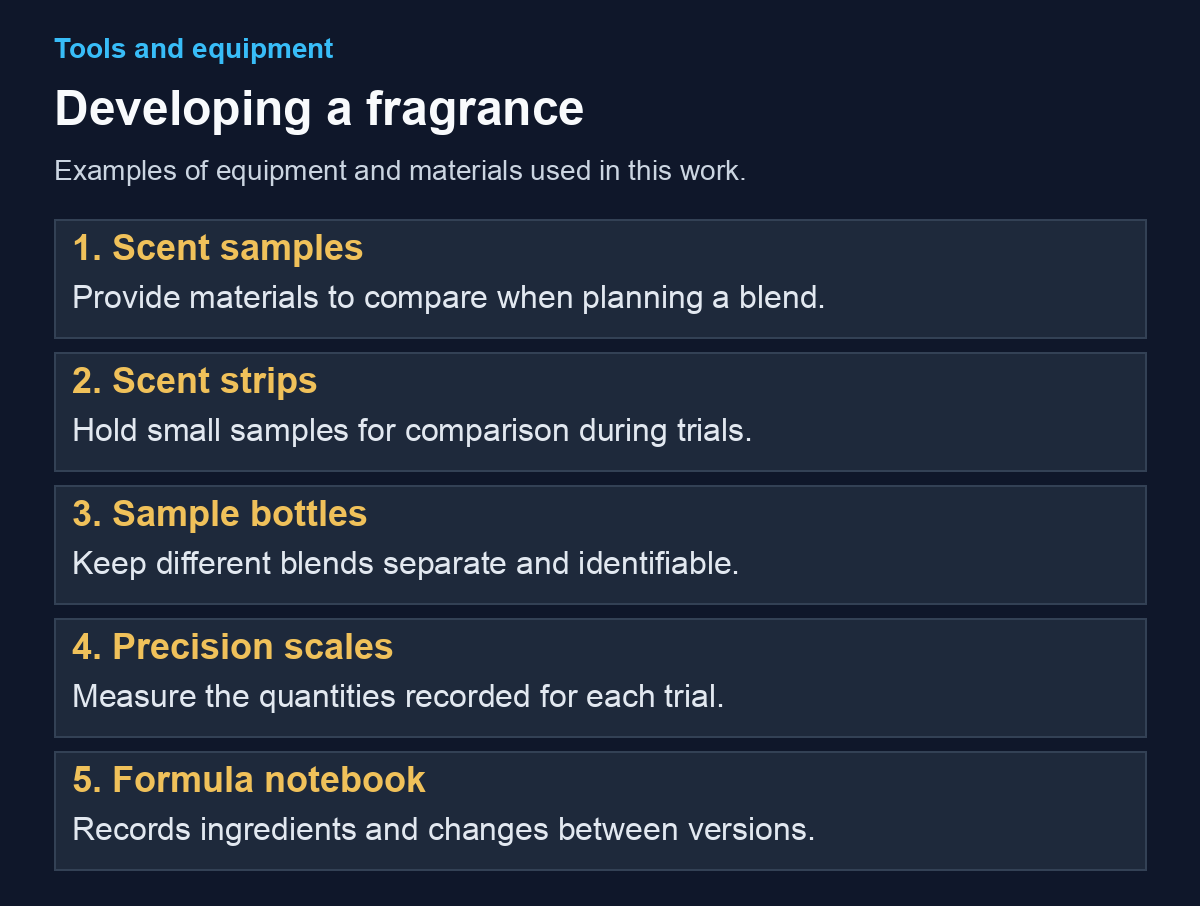 Tools and equipment
Developing a fragrance
Examples of equipment and materials used in this work.
1. Scent samples
Provide materials to compare when planning a blend.
2. Scent strips
Hold small samples for comparison during trials.
3. Sample bottles
Keep different blends separate and identifiable.
4. Precision scales
Measure the quantities recorded for each trial.
5. Formula notebook
Records ingredients and changes between versions.